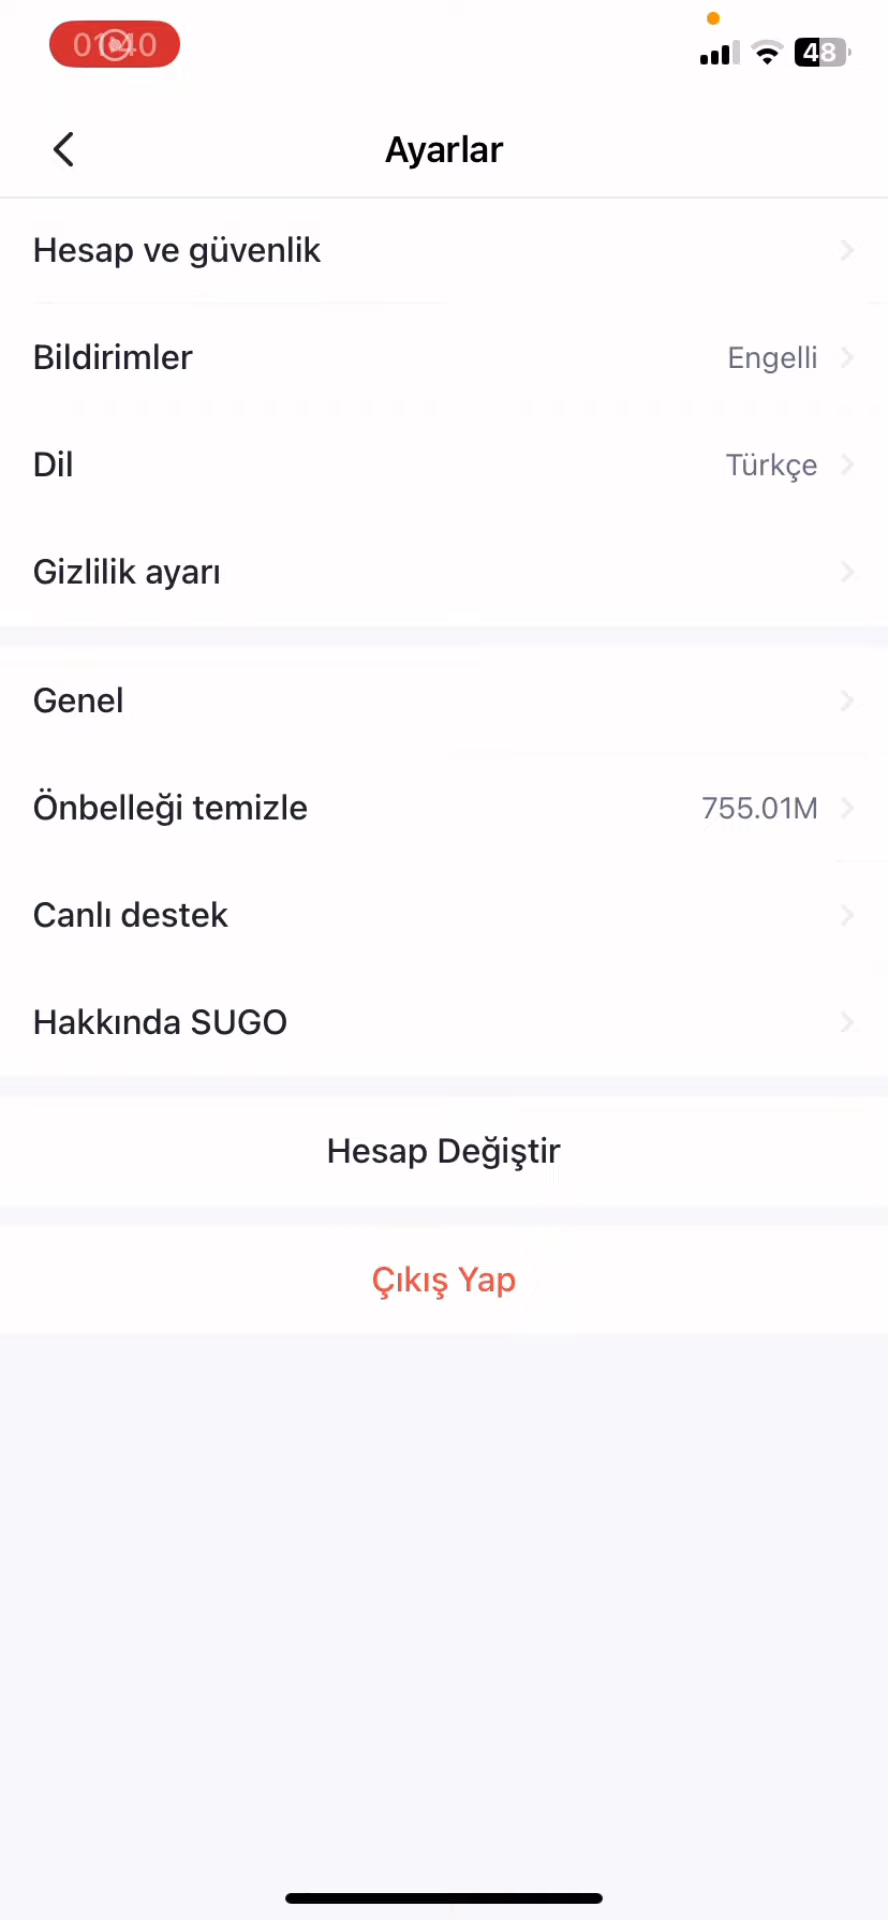 48
Ayarlar
Hesap ve güvenlik
Bildirimler Engelli
Dil Türkçe
Gizlilik ayarı
Genel
Önbelleği temizle 755.01M
Canlı destek
Hakkında SUGO
Hesap Değiştir
Çıkış Yap